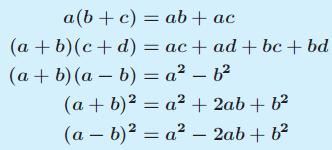 a(b + c) = ab + ac
(a + b)(c + d) = ac + ad + bc + bd
(a + b)(a − b) = a² − b²
(a + b)² = a² + 2ab + b²
(a − b)² = a² − 2ab + b²